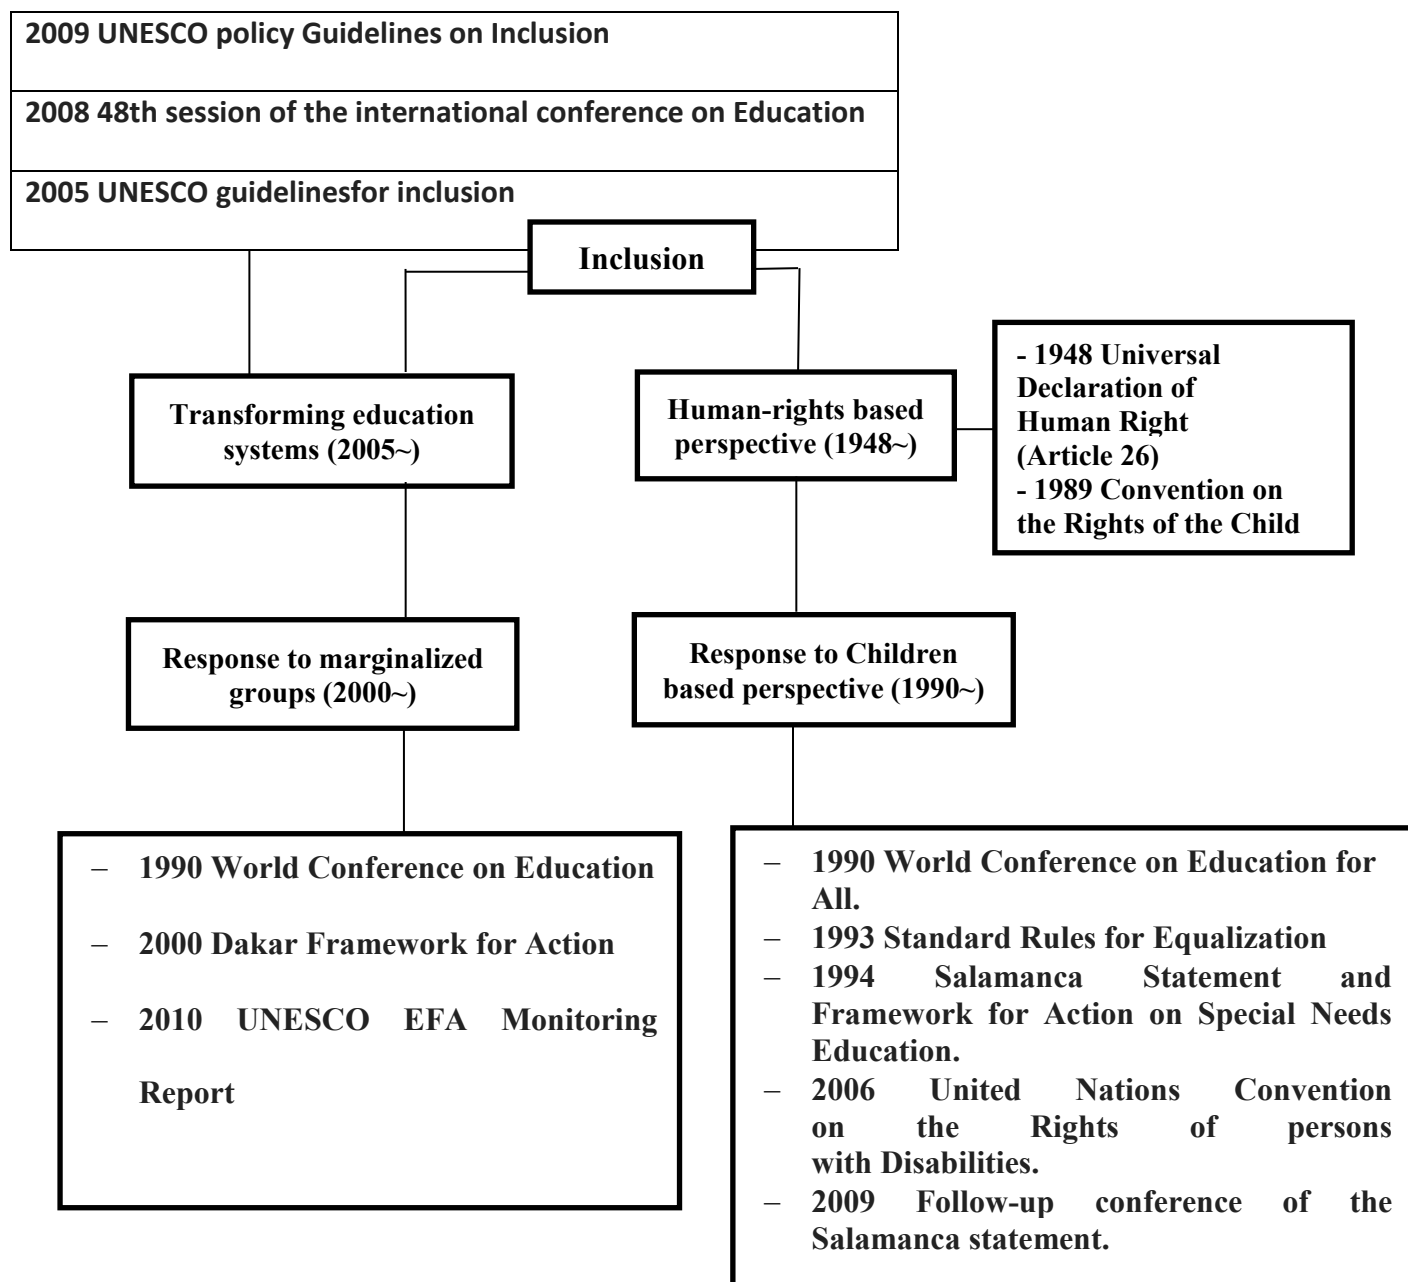 2009 UNESCO policy Guidelines on Inclusion
2008 48th session of the international conference on Education
2005 UNESCO guidelinesfor inclusion
Inclusion
Transforming education
systems (2005~)
Human-rights based
perspective (1948~)
- 1948 Universal
Declaration of
Human Right
(Article 26)
- 1989 Convention on
the Rights of the Child
Response to marginalized
groups (2000~)
Response to Children
based perspective (1990~)
– 1990 World Conference on Education
– 2000 Dakar Framework for Action
– 2010 UNESCO EFA Monitoring
Report
– 1990 World Conference on Education for
All.
– 1993 Standard Rules for Equalization
– 1994 Salamanca Statement and
Framework for Action on Special Needs
Education.
– 2006 United Nations Convention
on the Rights of persons
with Disabilities.
– 2009 Follow-up conference of the
Salamanca statement.